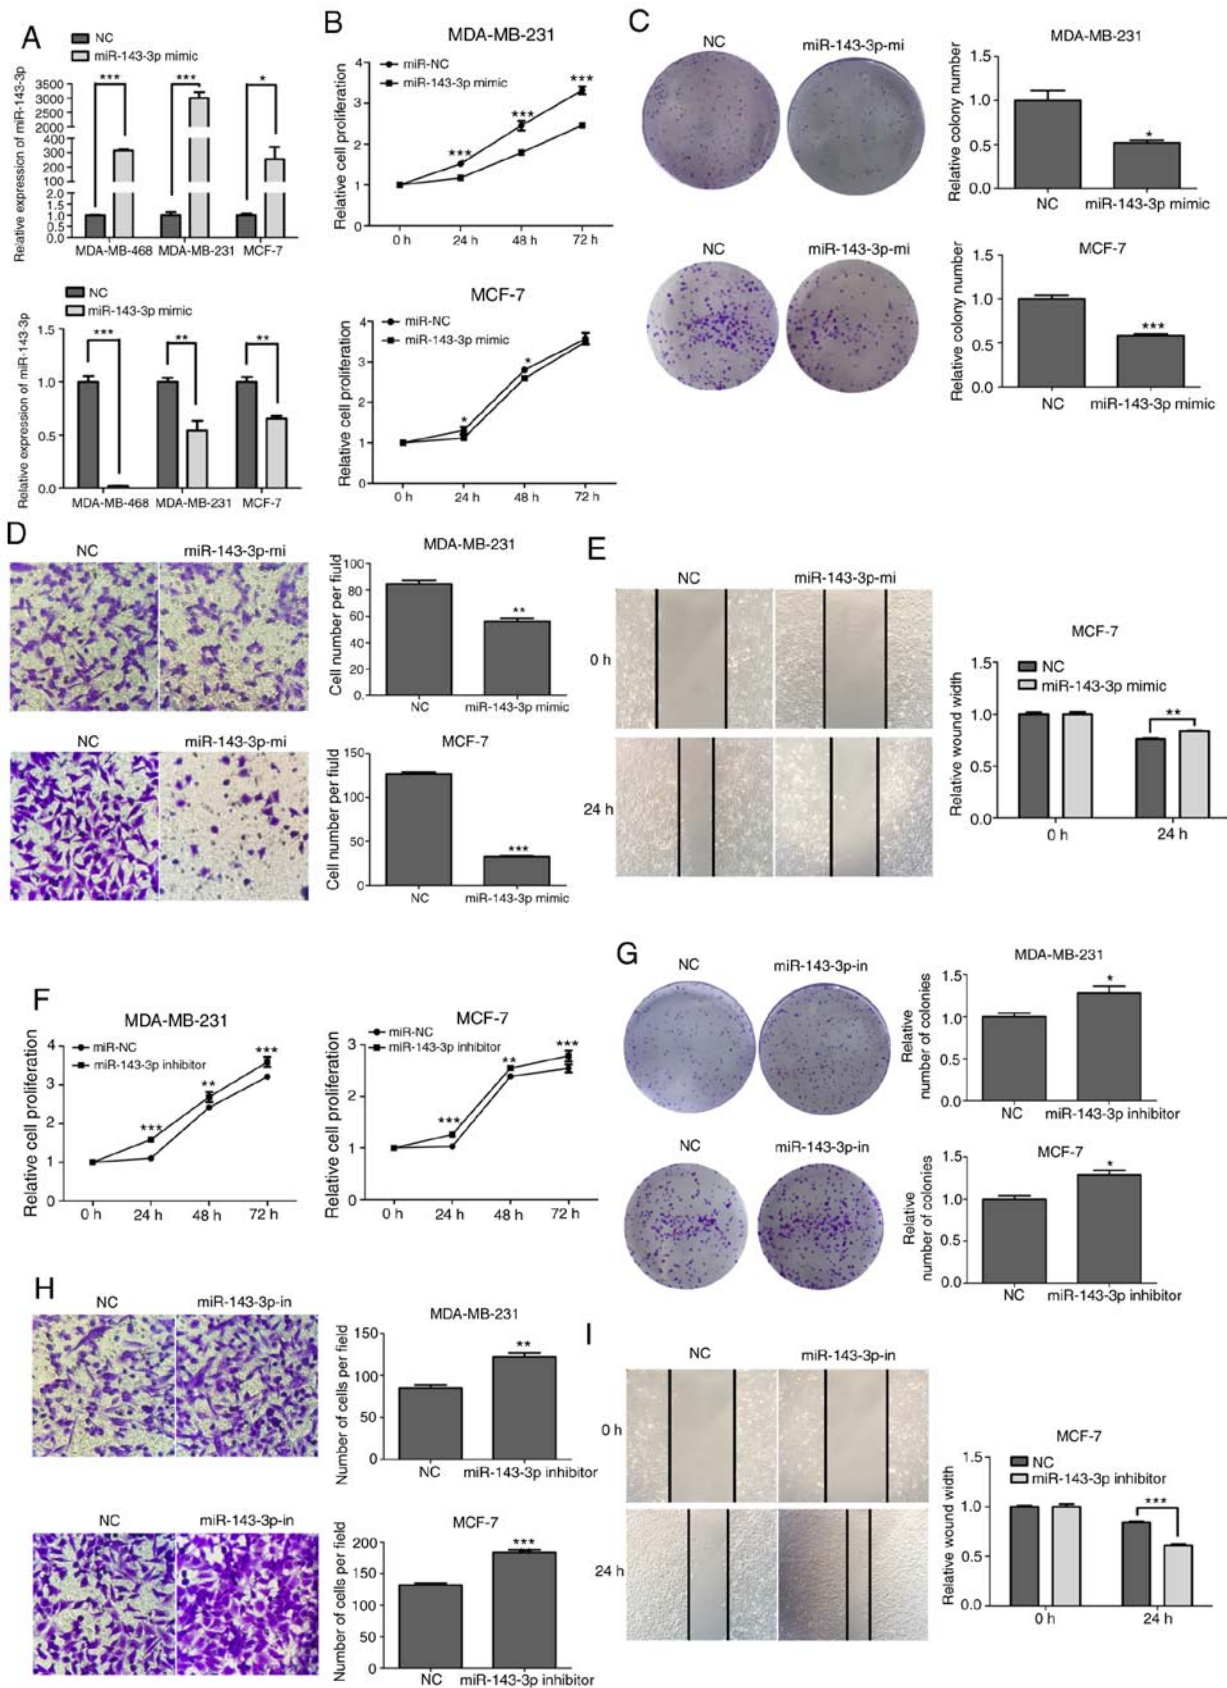 A
NC
miR-143-3p mimic
Relative expression of miR-143-3p
3500
3000
2500
2000
400
300
200
100
2.0
1.5
1.0
0.5
0.0
***
***
*
MDA-MB-468
MDA-MB-231
MCF-7
NC
miR-143-3p mimic
Relative expression of miR-143-3p
1.5
1.0
0.5
0.0
***
**
**
MDA-MB-468
MDA-MB-231
MCF-7
B
MDA-MB-231
miR-NC
miR-143-3p mimic
Relative cell proliferation
4
3
2
1
0
***
***
***
0 h
24 h
48 h
72 h
MCF-7
miR-NC
miR-143-3p mimic
Relative cell proliferation
4
3
2
1
0
*
*
0 h
24 h
48 h
72 h
C
NC
miR-143-3p-mi
MDA-MB-231
Relative colony number
1.5
1.0
0.5
0.0
*
NC
miR-143-3p mimic
NC
miR-143-3p-mi
MCF-7
Relative colony number
1.5
1.0
0.5
0.0
***
NC
miR-143-3p mimic
D
NC
miR-143-3p-mi
MDA-MB-231
Cell number per fiuld
100
80
60
40
20
0
**
NC
miR-143-3p mimic
NC
miR-143-3p-mi
MCF-7
Cell number per fiuld
150
100
50
0
***
NC
miR-143-3p mimic
E
NC
miR-143-3p-mi
0 h
24 h
MCF-7
NC
miR-143-3p mimic
Relative wound width
1.5
1.0
0.5
0.0
**
0 h
24 h
F
MDA-MB-231
miR-NC
miR-143-3p inhibitor
Relative cell proliferation
4
3
2
1
0
***
**
***
0 h
24 h
48 h
72 h
MCF-7
miR-NC
miR-143-3p inhibitor
Relative cell proliferation
3
2
1
0
***
**
***
0 h
24 h
48 h
72 h
G
NC
miR-143-3p-in
MDA-MB-231
Relative
number of colonies
1.5
1.0
0.5
0.0
*
NC
miR-143-3p inhibitor
NC
miR-143-3p-in
MCF-7
Relative
number of colonies
1.5
1.0
0.5
0.0
*
NC
miR-143-3p inhibitor
H
NC
miR-143-3p-in
MDA-MB-231
Number of cells per field
150
100
50
0
**
NC
miR-143-3p inhibitor
NC
miR-143-3p-in
MCF-7
Number of cells per field
200
150
100
50
0
***
NC
miR-143-3p inhibitor
I
NC
miR-143-3p-in
0 h
24 h
MCF-7
NC
miR-143-3p inhibitor
Relative wound width
1.5
1.0
0.5
0.0
***
0 h
24 h